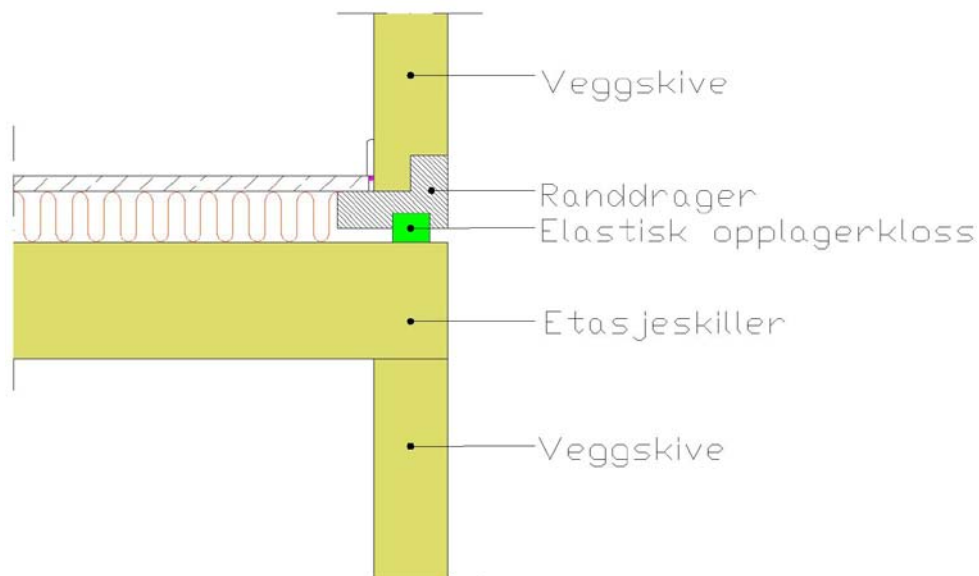 Veggskive
Randdrager
Elastisk opplagerkloss
Etasjeskiller
Veggskive